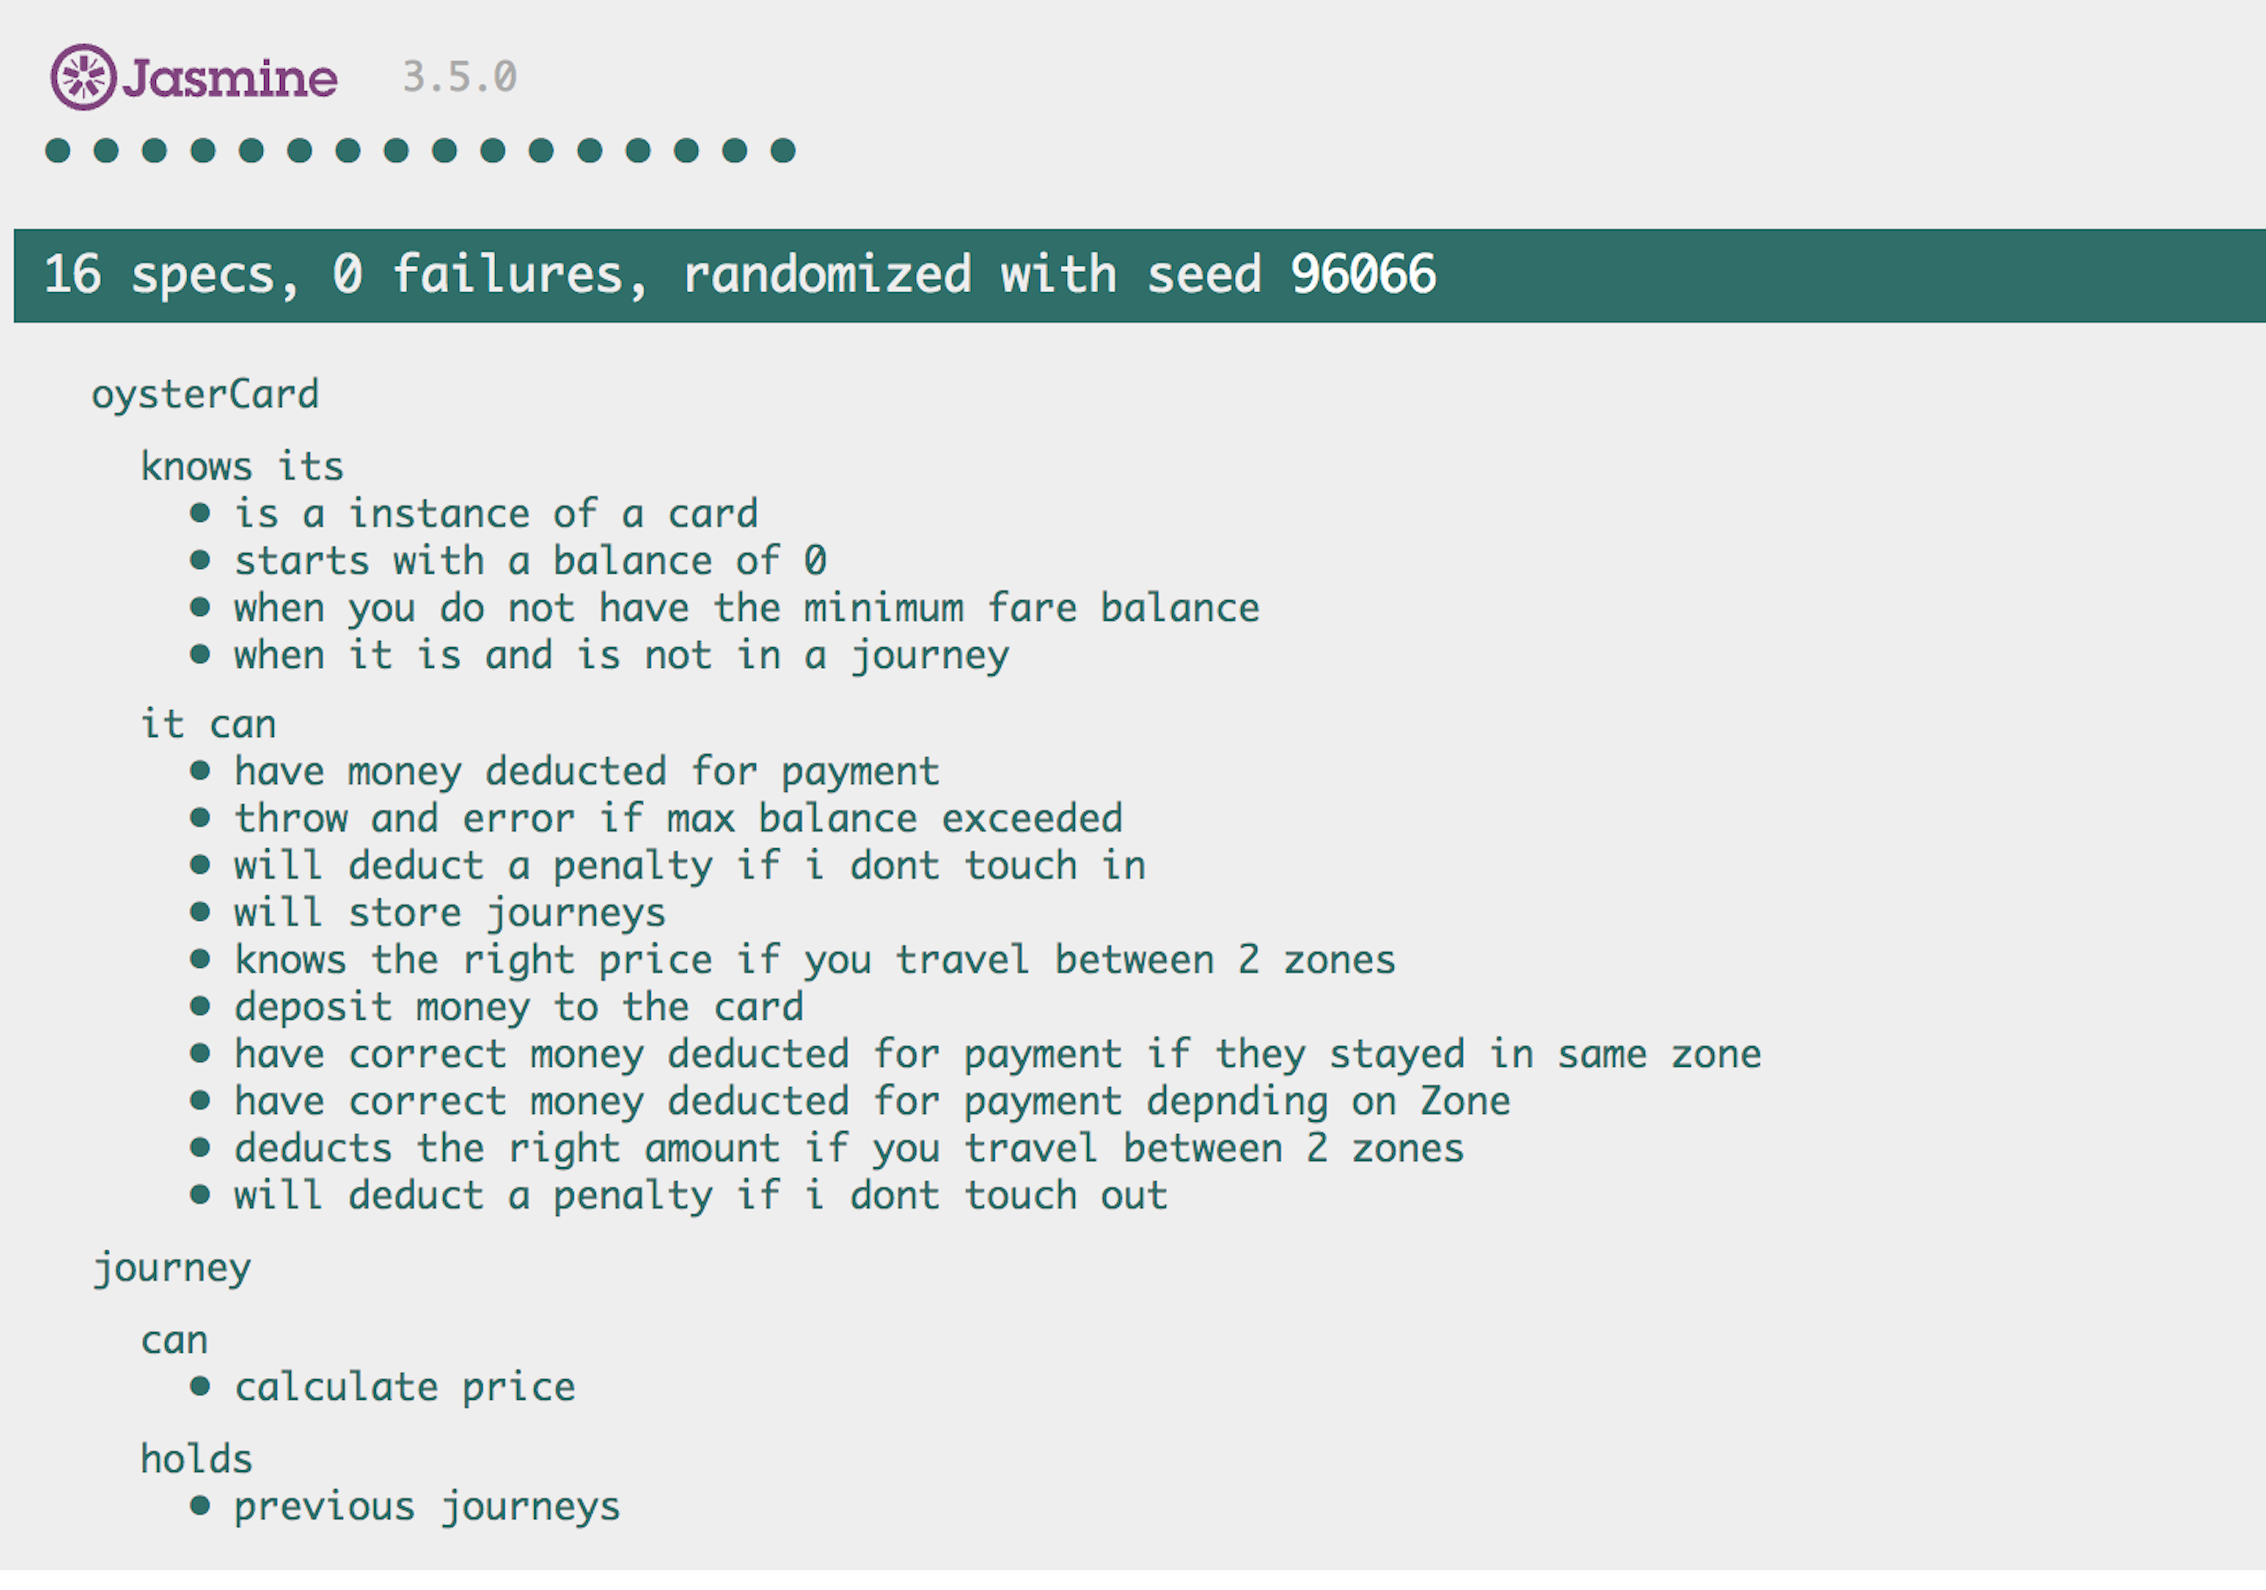 Jasmine 3.5.0
16 specs, 0 failures, randomized with seed 96066
oysterCard
knows its
• is a instance of a card
• starts with a balance of 0
• when you do not have the minimum fare balance
• when it is and is not in a journey
it can
• have money deducted for payment
• throw and error if max balance exceeded
• will deduct a penalty if i dont touch in
• will store journeys
• knows the right price if you travel between 2 zones
• deposit money to the card
• have correct money deducted for payment if they stayed in same zone
• have correct money deducted for payment depnding on Zone
• deducts the right amount if you travel between 2 zones
• will deduct a penalty if i dont touch out
journey
can
• calculate price
holds
• previous journeys